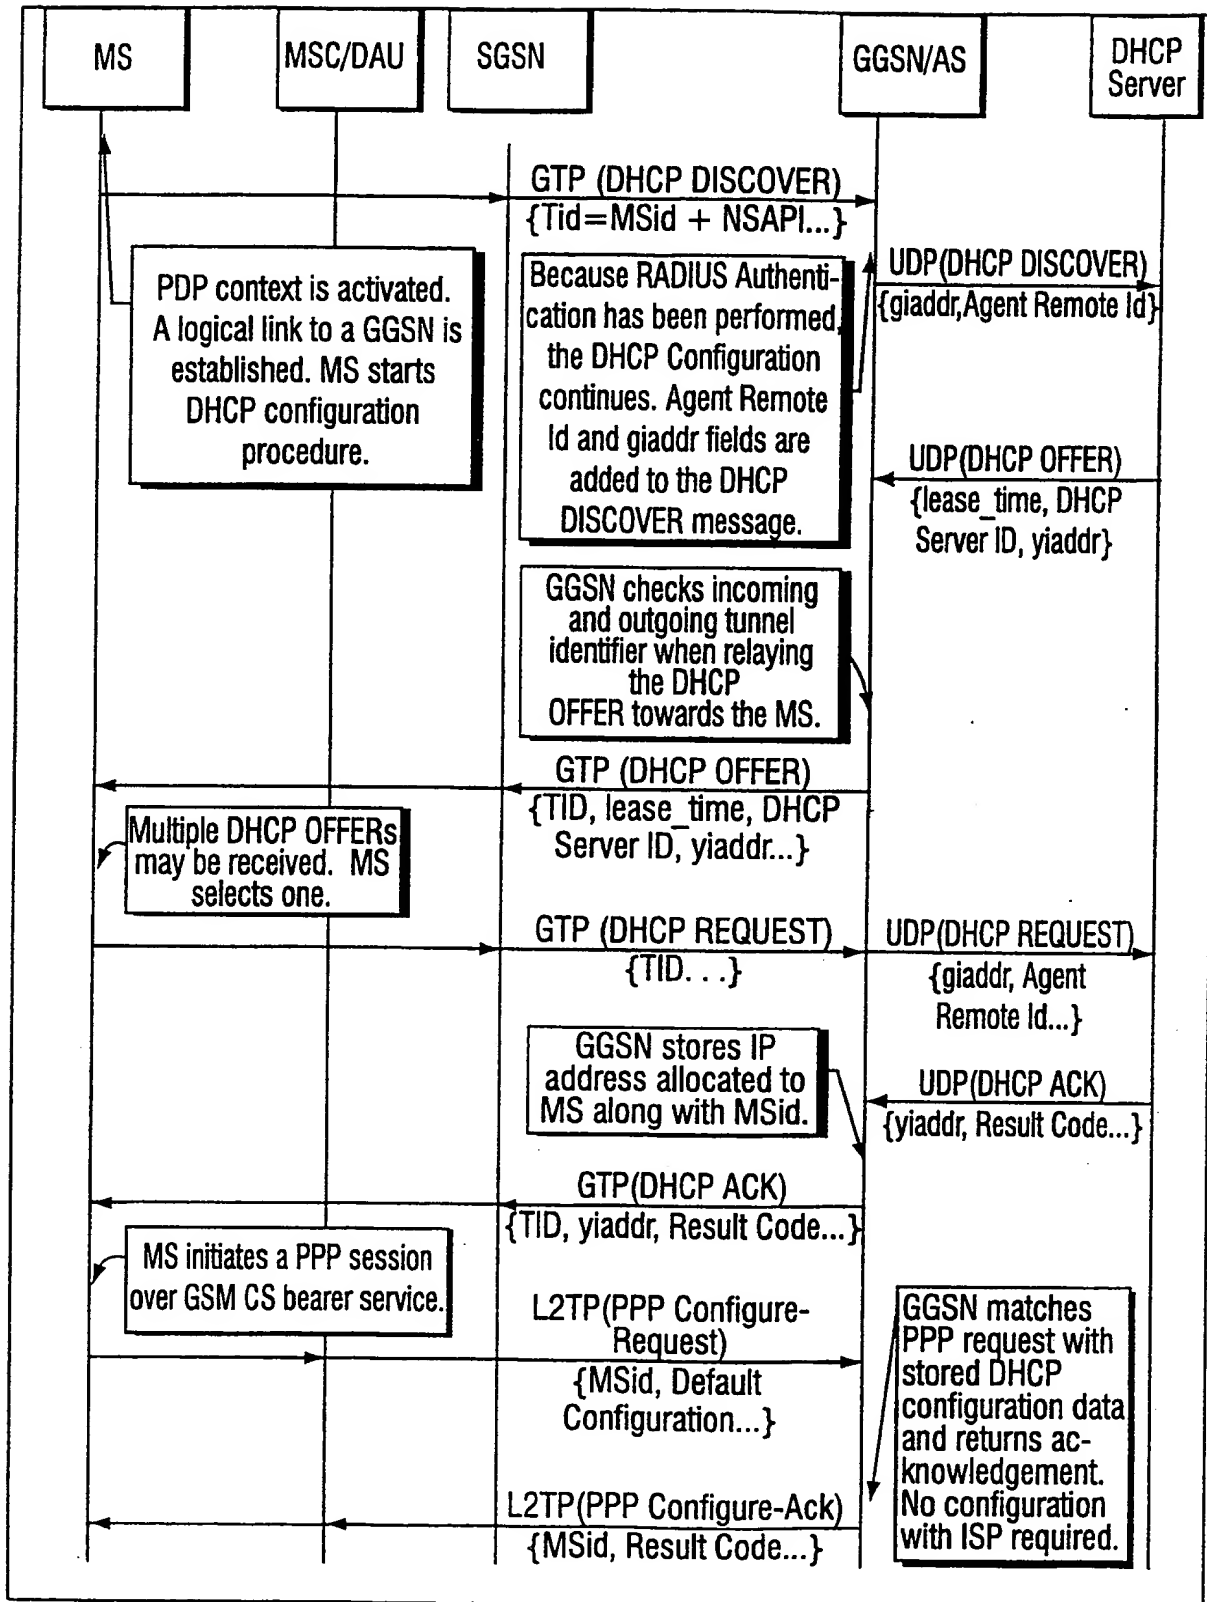 MS
MSC/DAU
SGSN
GGSN/AS
DHCP
Server
GTP (DHCP DISCOVER)
{Tid=MSid + NSAPI...}
PDP context is activated.
A logical link to a GGSN is
established. MS starts
DHCP configuration
procedure.
Because RADIUS Authenti-
cation has been performed,
the DHCP Configuration
continues. Agent Remote
Id and giaddr fields are
added to the DHCP
DISCOVER message.
UDP(DHCP DISCOVER)
{giaddr,Agent Remote Id}
UDP(DHCP OFFER)
{lease_time, DHCP
Server ID, yiaddr}
GGSN checks incoming
and outgoing tunnel
identifier when relaying
the DHCP
OFFER towards the MS.
GTP (DHCP OFFER)
{TID, lease_time, DHCP
Server ID, yiaddr...}
Multiple DHCP OFFERs
may be received. MS
selects one.
GTP (DHCP REQUEST)
{TID. . .}
UDP(DHCP REQUEST)
{giaddr, Agent
Remote Id...}
GGSN stores IP
address allocated to
MS along with MSid.
UDP(DHCP ACK)
{yiaddr, Result Code...}
GTP(DHCP ACK)
{TID, yiaddr, Result Code...}
MS initiates a PPP session
over GSM CS bearer service.
L2TP(PPP Configure-
Request)
{MSid, Default
Configuration...}
GGSN matches
PPP request with
stored DHCP
configuration data
and returns ac-
knowledgement.
No configuration
with ISP required.
L2TP(PPP Configure-Ack)
{MSid, Result Code...}